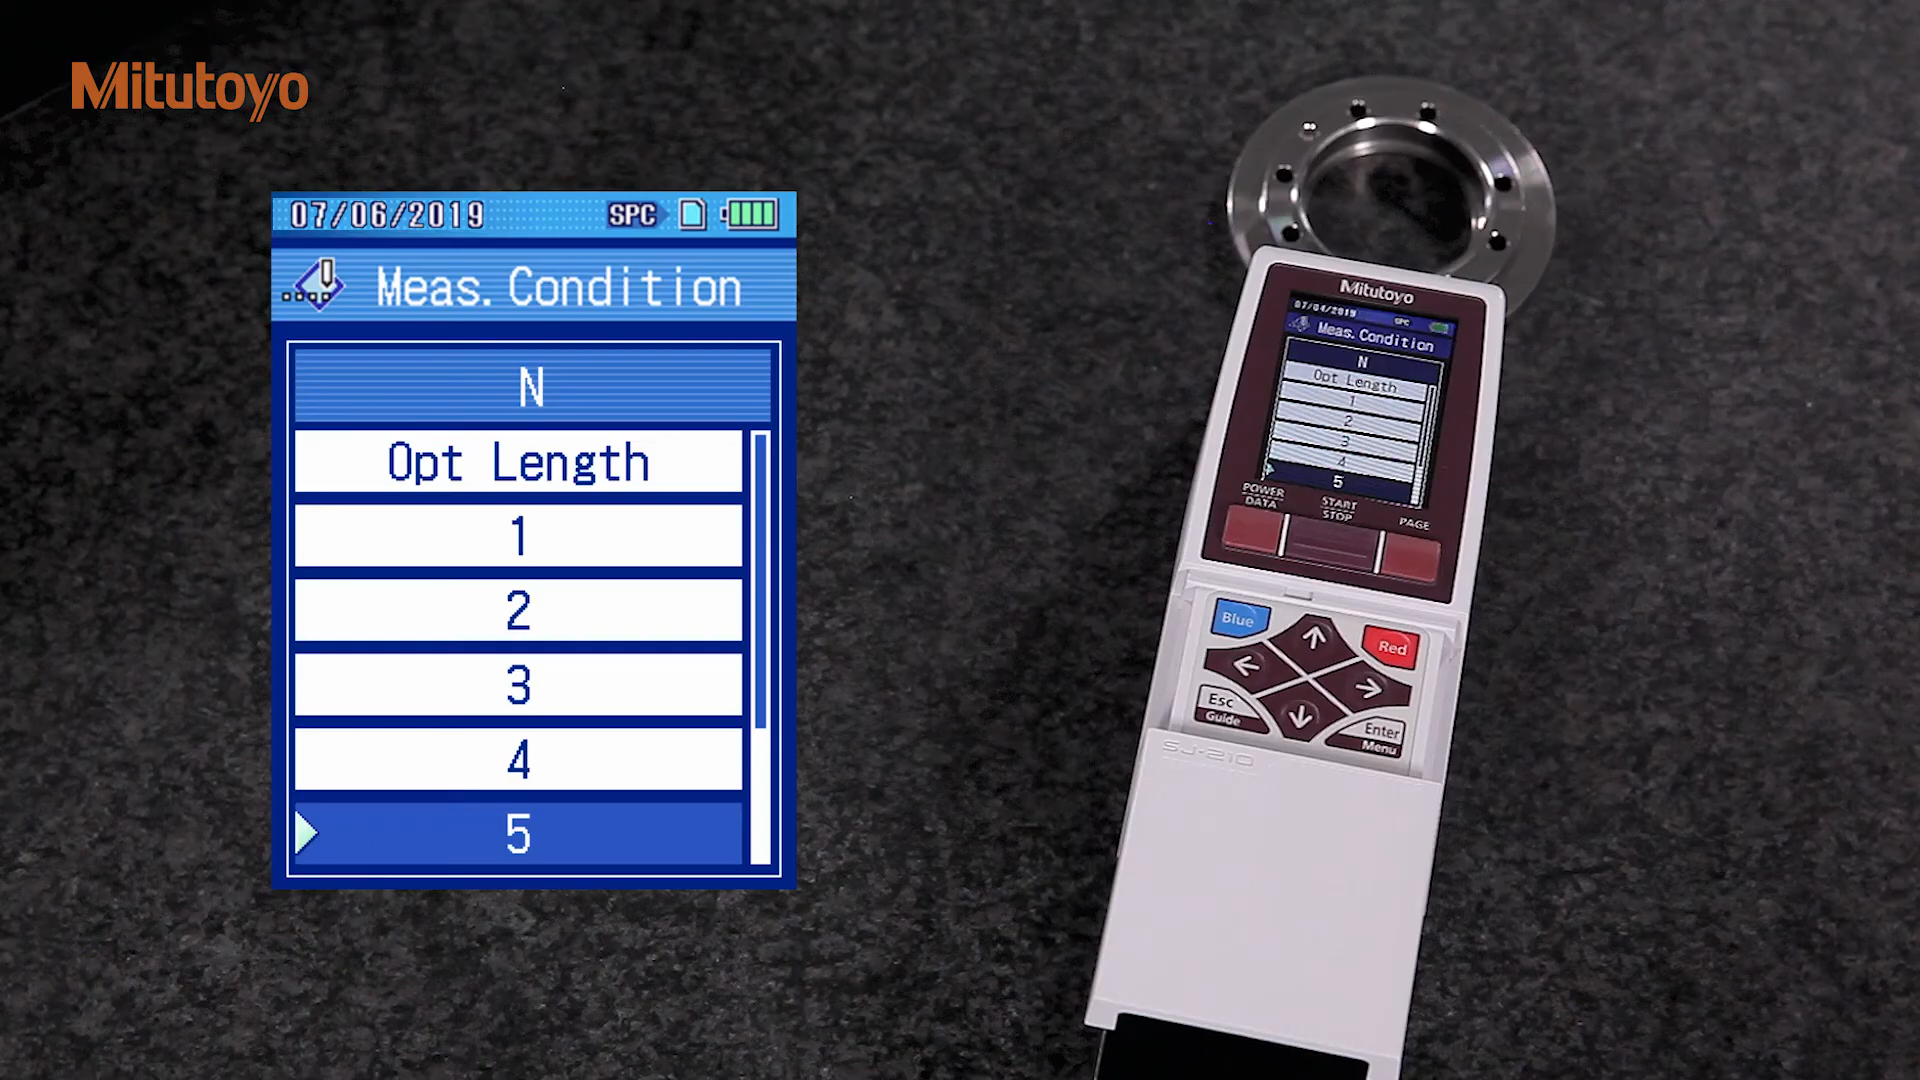 Mitutoyo
07/06/2019 SPC
Meas.Condition
N
Opt Length
1
2
3
4
5
Mitutoyo
07/04/2019 SPC
Meas.Condition
N
Opt Length
1
2
3
4
5
POWER
DATA
START
STOP
PAGE
Blue
Red
Esc
Guide
Enter
Menu
SJ-210